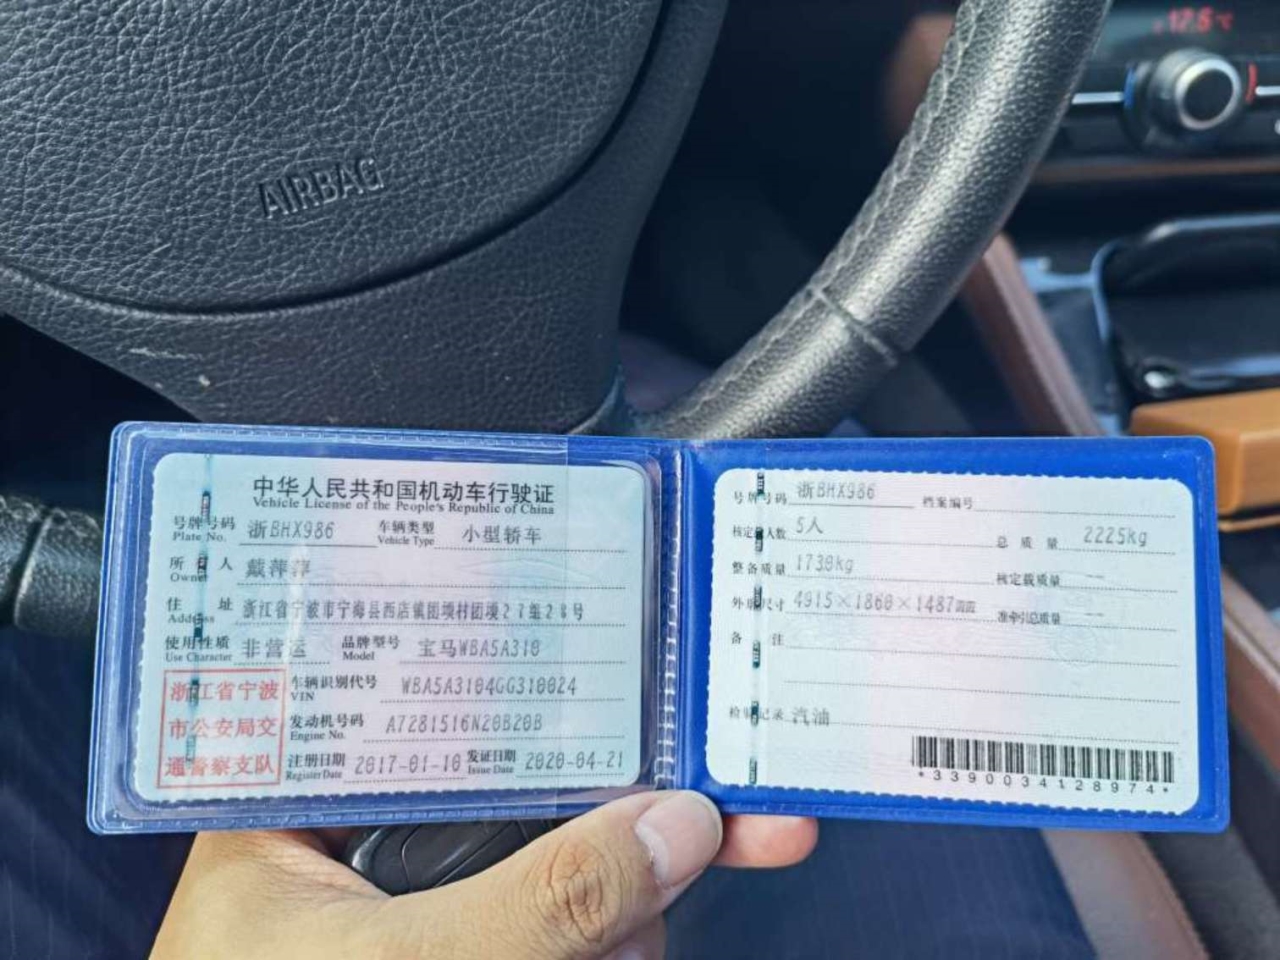 AIRBAG
17.5℃
中华人民共和国机动车行驶证
Vehicle License of the People's Republic of China
号牌号码 浙BHX986 车辆类型 小型轿车
Plate No. Vehicle Type
所有人 戴萍萍
Owner
住址 浙江省宁波市宁海县西店镇团堧村团堧27组28号
Address
使用性质 非营运 品牌型号 宝马WBA5A310
Use Character Model
浙江省宁波
市公安局交
通警察支队
车辆识别代号 WBA5A3104GG310024
VIN
发动机号码 A7281516N20B20B
Engine No.
注册日期 2017-01-10 发证日期 2020-04-21
Register Date Issue Date
号牌号码 浙BHX986 档案编号
核定人数 5人 总质量 2225kg
整备质量 1730kg 核定载质量 --
外形尺寸 4915×1860×1487 准牵引总质量 --
备注
检验记录 汽油
*3390034128974*